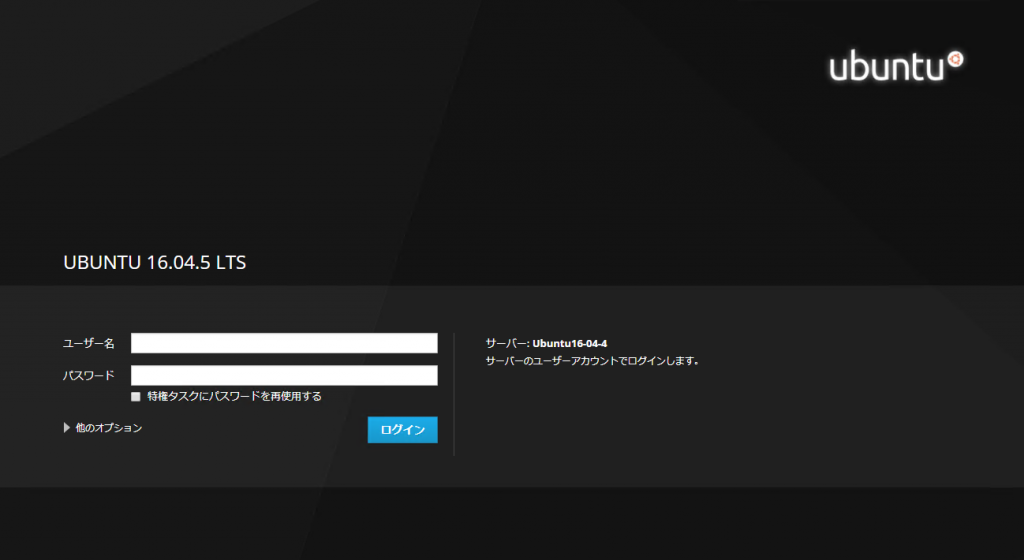 ubuntu
UBUNTU 16.04.5 LTS
ユーザー名
パスワード
特権タスクにパスワードを再使用する
他のオプション
ログイン
サーバー: Ubuntu16-04-4
サーバーのユーザーアカウントでログインします。